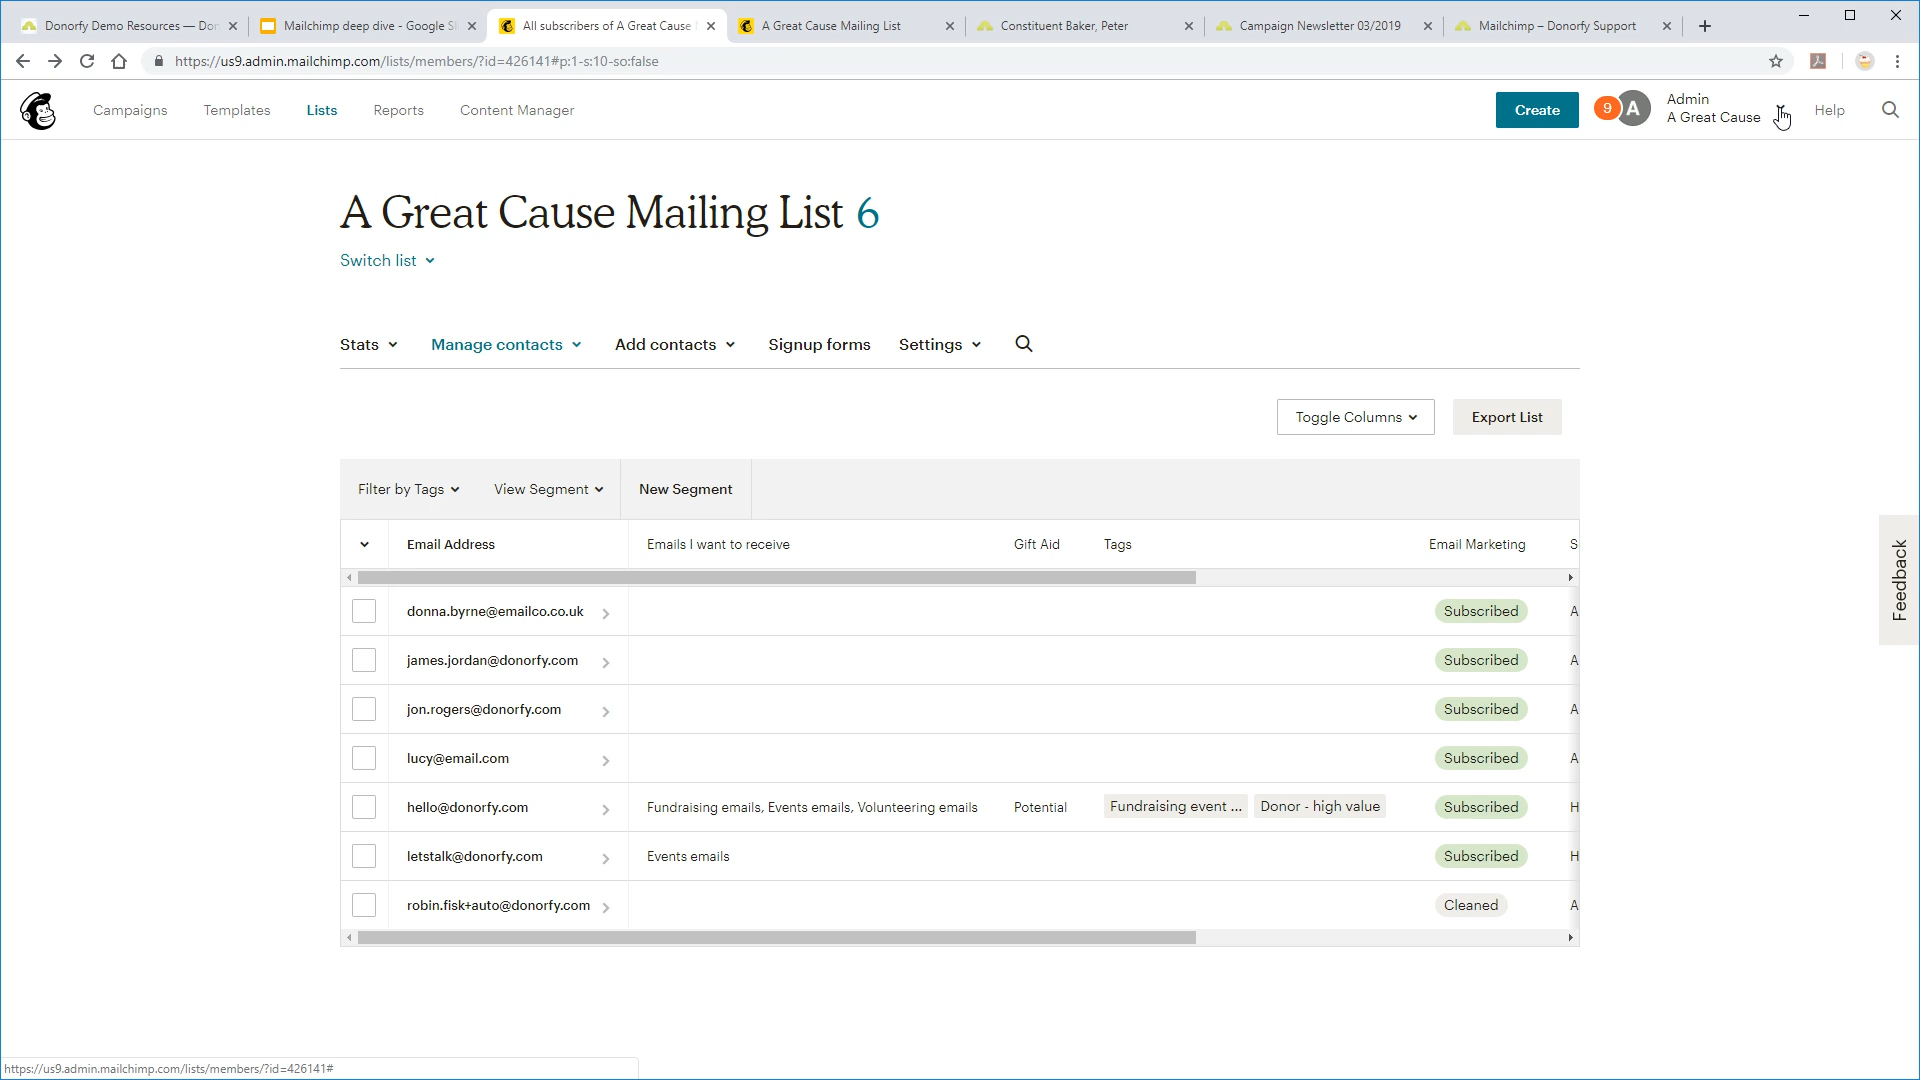 Donorfy Demo Resources — Don
Mailchimp deep dive - Google Sli
All subscribers of A Great Cause
A Great Cause Mailing List
Constituent Baker, Peter
Campaign Newsletter 03/2019
Mailchimp – Donorfy Support
https://us9.admin.mailchimp.com/lists/members/?id=426141#p:1-s:10-so:false
Campaigns
Templates
Lists
Reports
Content Manager
Create
9
A
Admin
A Great Cause
Help
A Great Cause Mailing List 6
Switch list
Stats
Manage contacts
Add contacts
Signup forms
Settings
Toggle Columns
Export List
Filter by Tags
View Segment
New Segment
Email Address
Emails I want to receive
Gift Aid
Tags
Email Marketing
S
donna.byrne@emailco.co.uk
Subscribed
A
james.jordan@donorfy.com
Subscribed
A
jon.rogers@donorfy.com
Subscribed
A
lucy@email.com
Subscribed
A
hello@donorfy.com
Fundraising emails, Events emails, Volunteering emails
Potential
Fundraising event ...
Donor - high value
Subscribed
H
letstalk@donorfy.com
Events emails
Subscribed
H
robin.fisk+auto@donorfy.com
Cleaned
A
Feedback
https://us9.admin.mailchimp.com/lists/members/?id=426141#